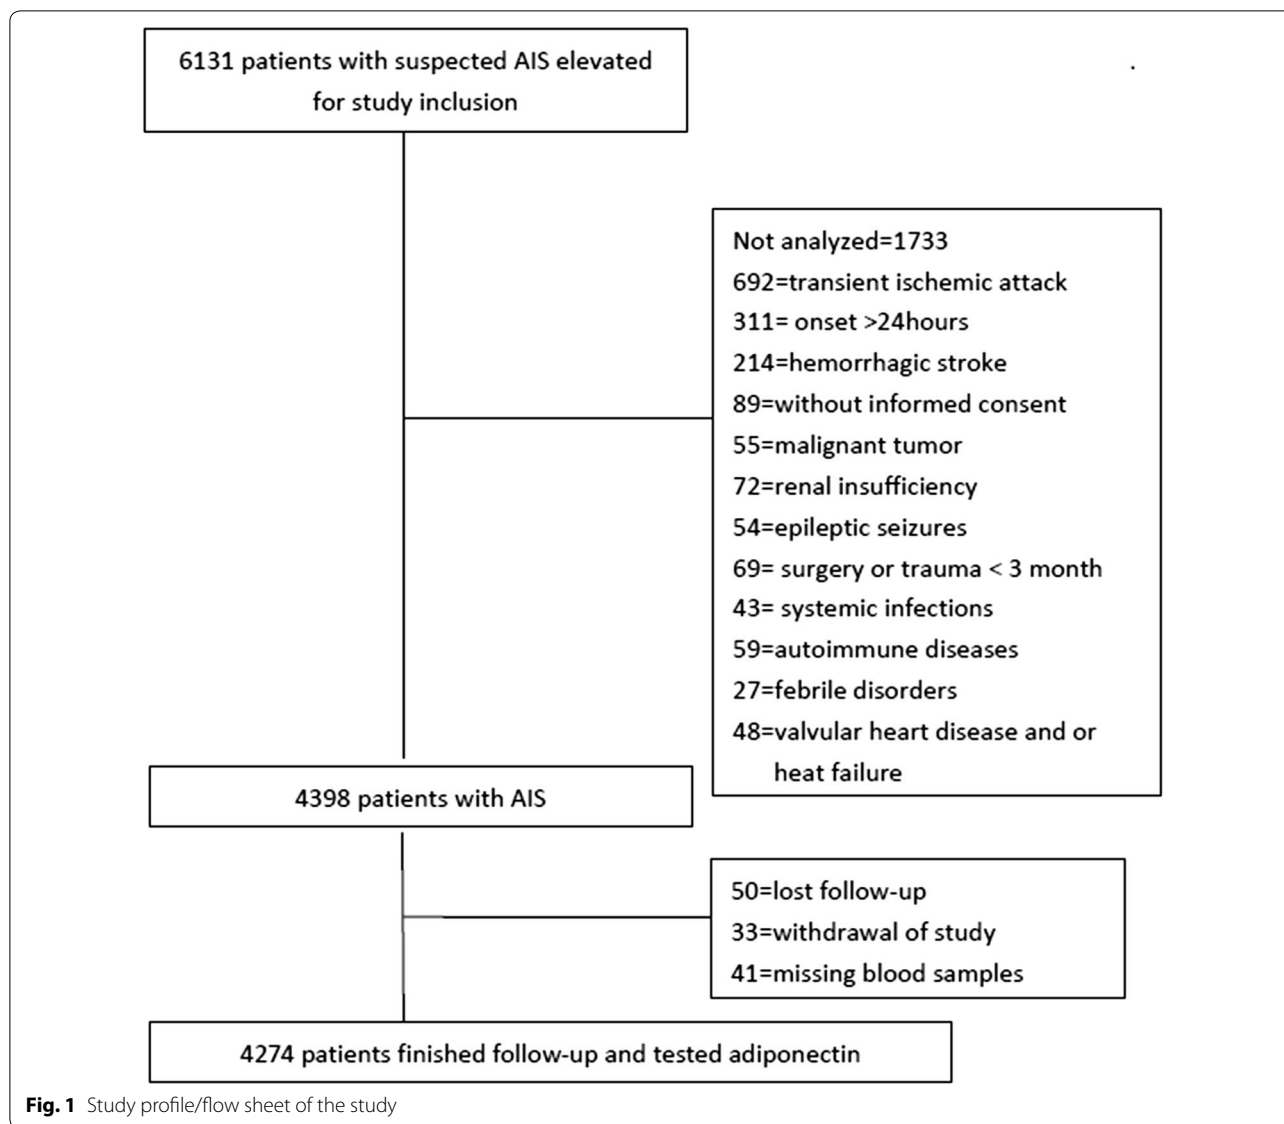 6131 patients with suspected AIS elevated
for study inclusion
Not analyzed=1733
692=transient ischemic attack
311= onset >24hours
214=hemorrhagic stroke
89=without informed consent
55=malignant tumor
72=renal insufficiency
54=epileptic seizures
69= surgery or trauma < 3 month
43= systemic infections
59=autoimmune diseases
27=febrile disorders
48=valvular heart disease and or
heat failure
4398 patients with AIS
50=lost follow-up
33=withdrawal of study
41=missing blood samples
4274 patients finished follow-up and tested adiponectin
Fig. 1 Study profile/flow sheet of the study